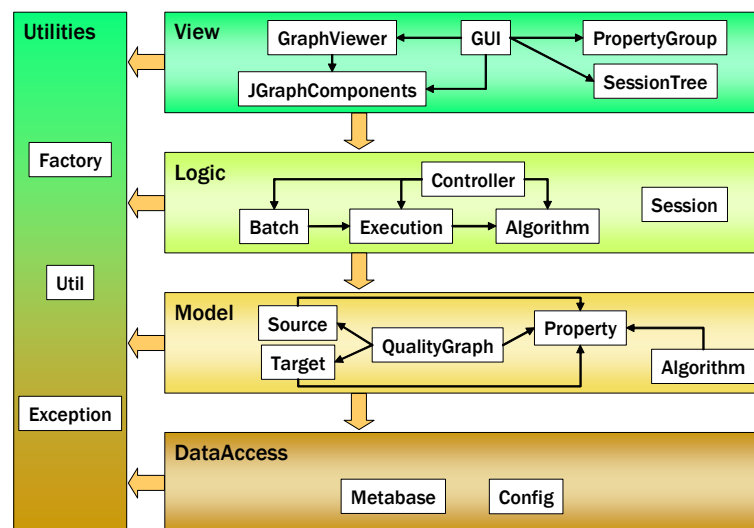 Utilities
Factory
Util
Exception
View
GraphViewer
GUI
PropertyGroup
JGraphComponents
SessionTree
Logic
Controller
Session
Batch
Execution
Algorithm
Model
Source
QualityGraph
Property
Target
Algorithm
DataAccess
Metabase
Config